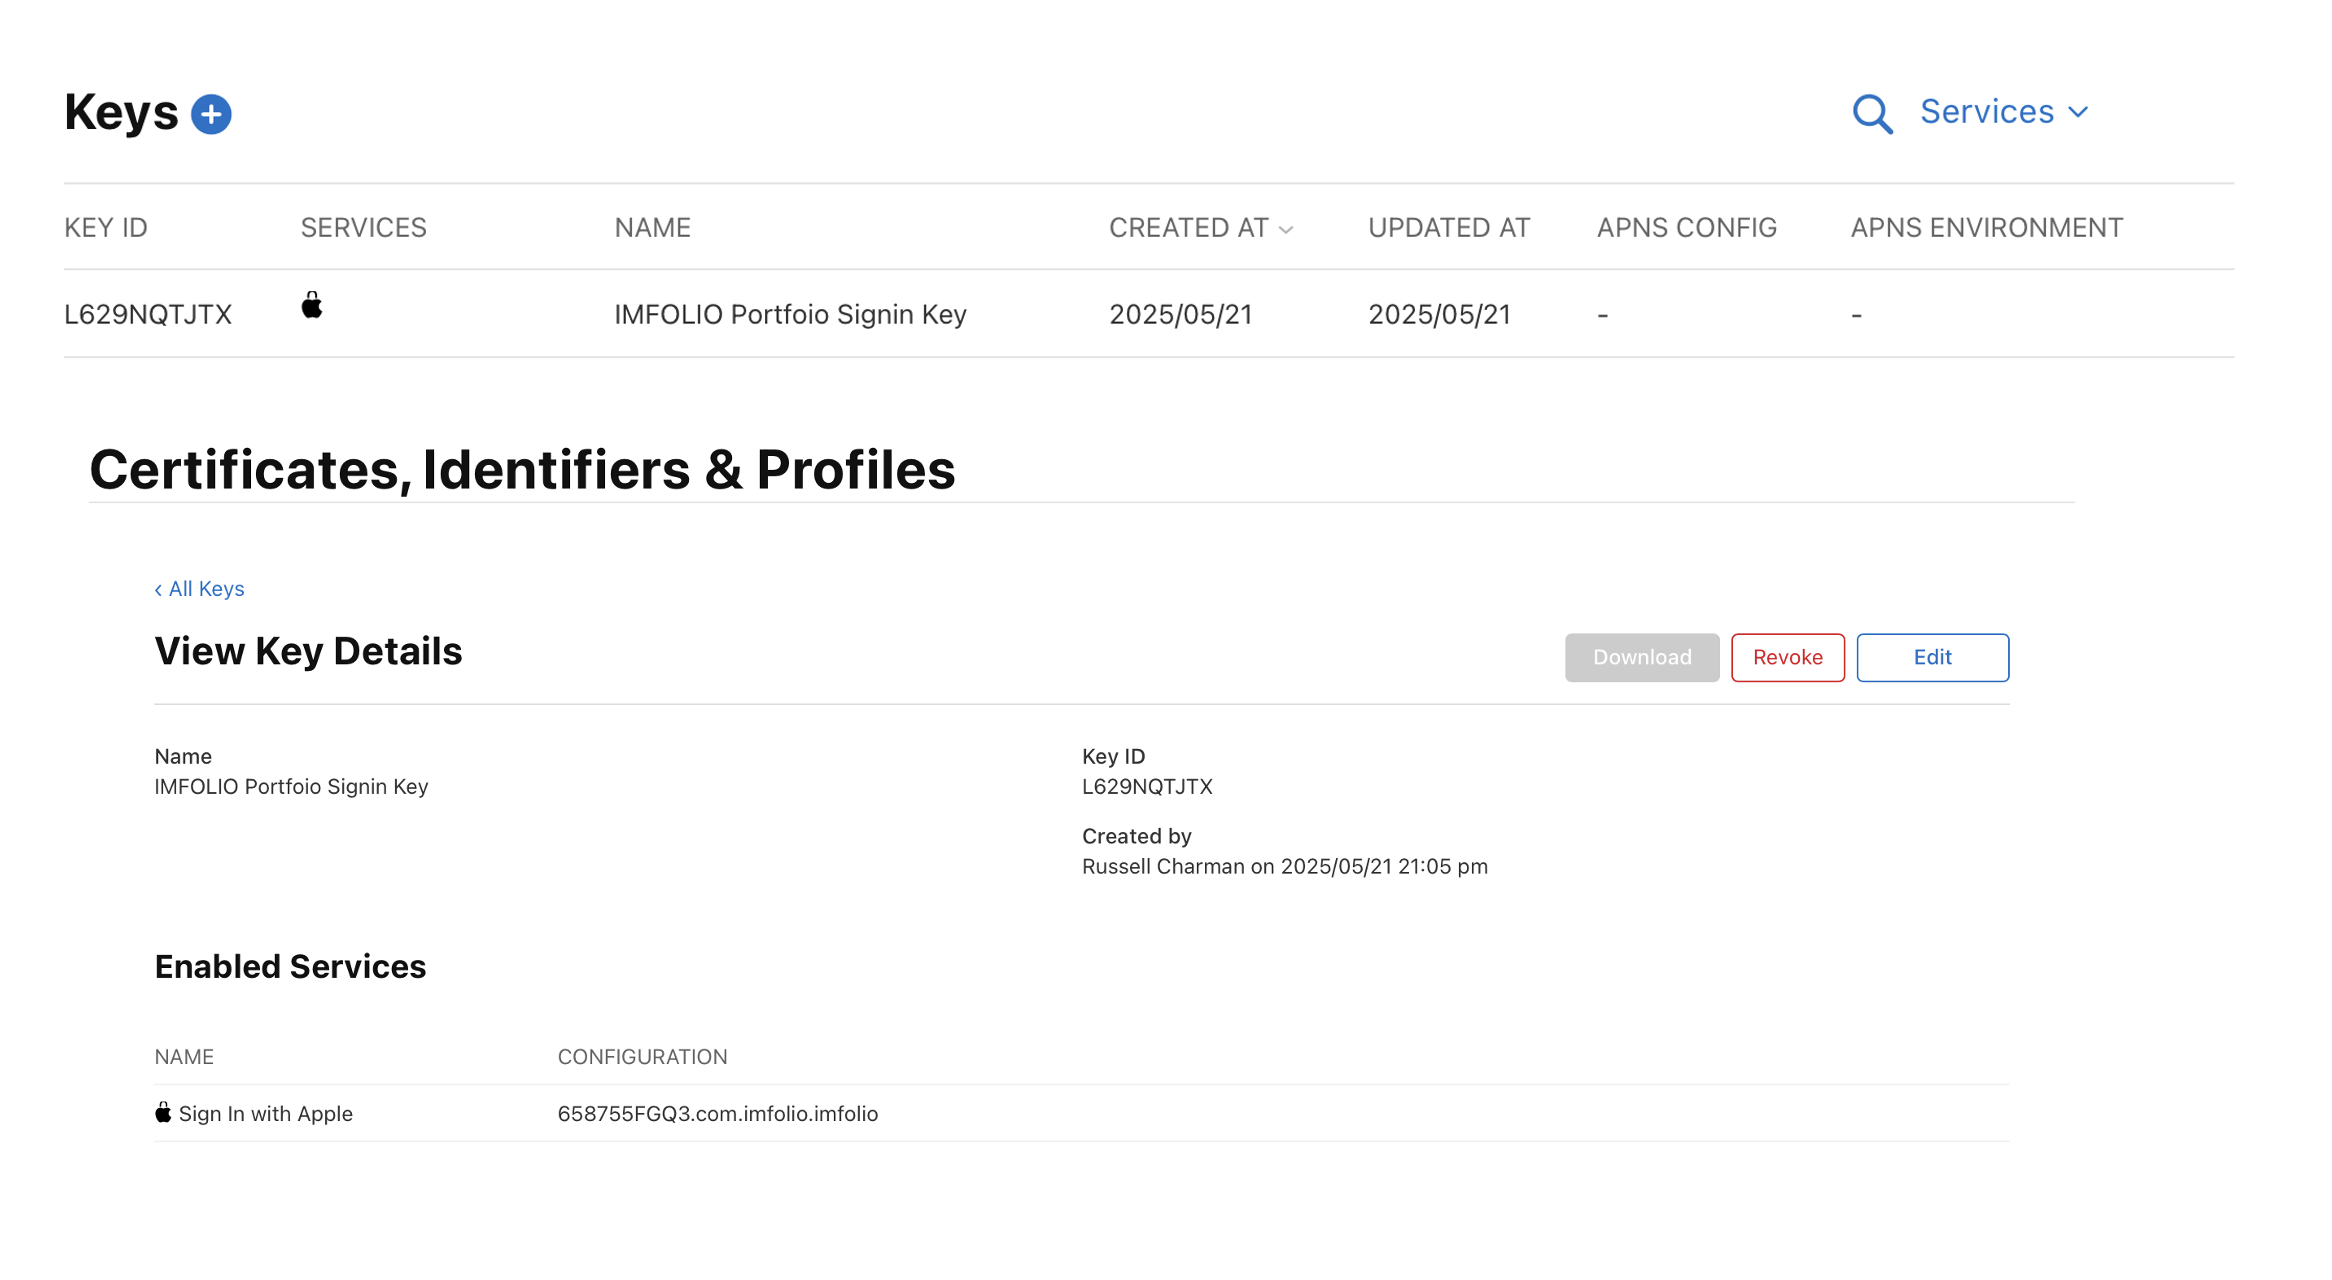 Keys
Services
KEY ID SERVICES NAME CREATED AT UPDATED AT APNS CONFIG APNS ENVIRONMENT
L629NQTJTX IMFOLIO Portfoio Signin Key 2025/05/21 2025/05/21 - -
Certificates, Identifiers & Profiles
‹ All Keys
View Key Details
Download Revoke Edit
Name Key ID
IMFOLIO Portfoio Signin Key L629NQTJTX
Created by
Russell Charman on 2025/05/21 21:05 pm
Enabled Services
NAME CONFIGURATION
Sign In with Apple 658755FGQ3.com.imfolio.imfolio